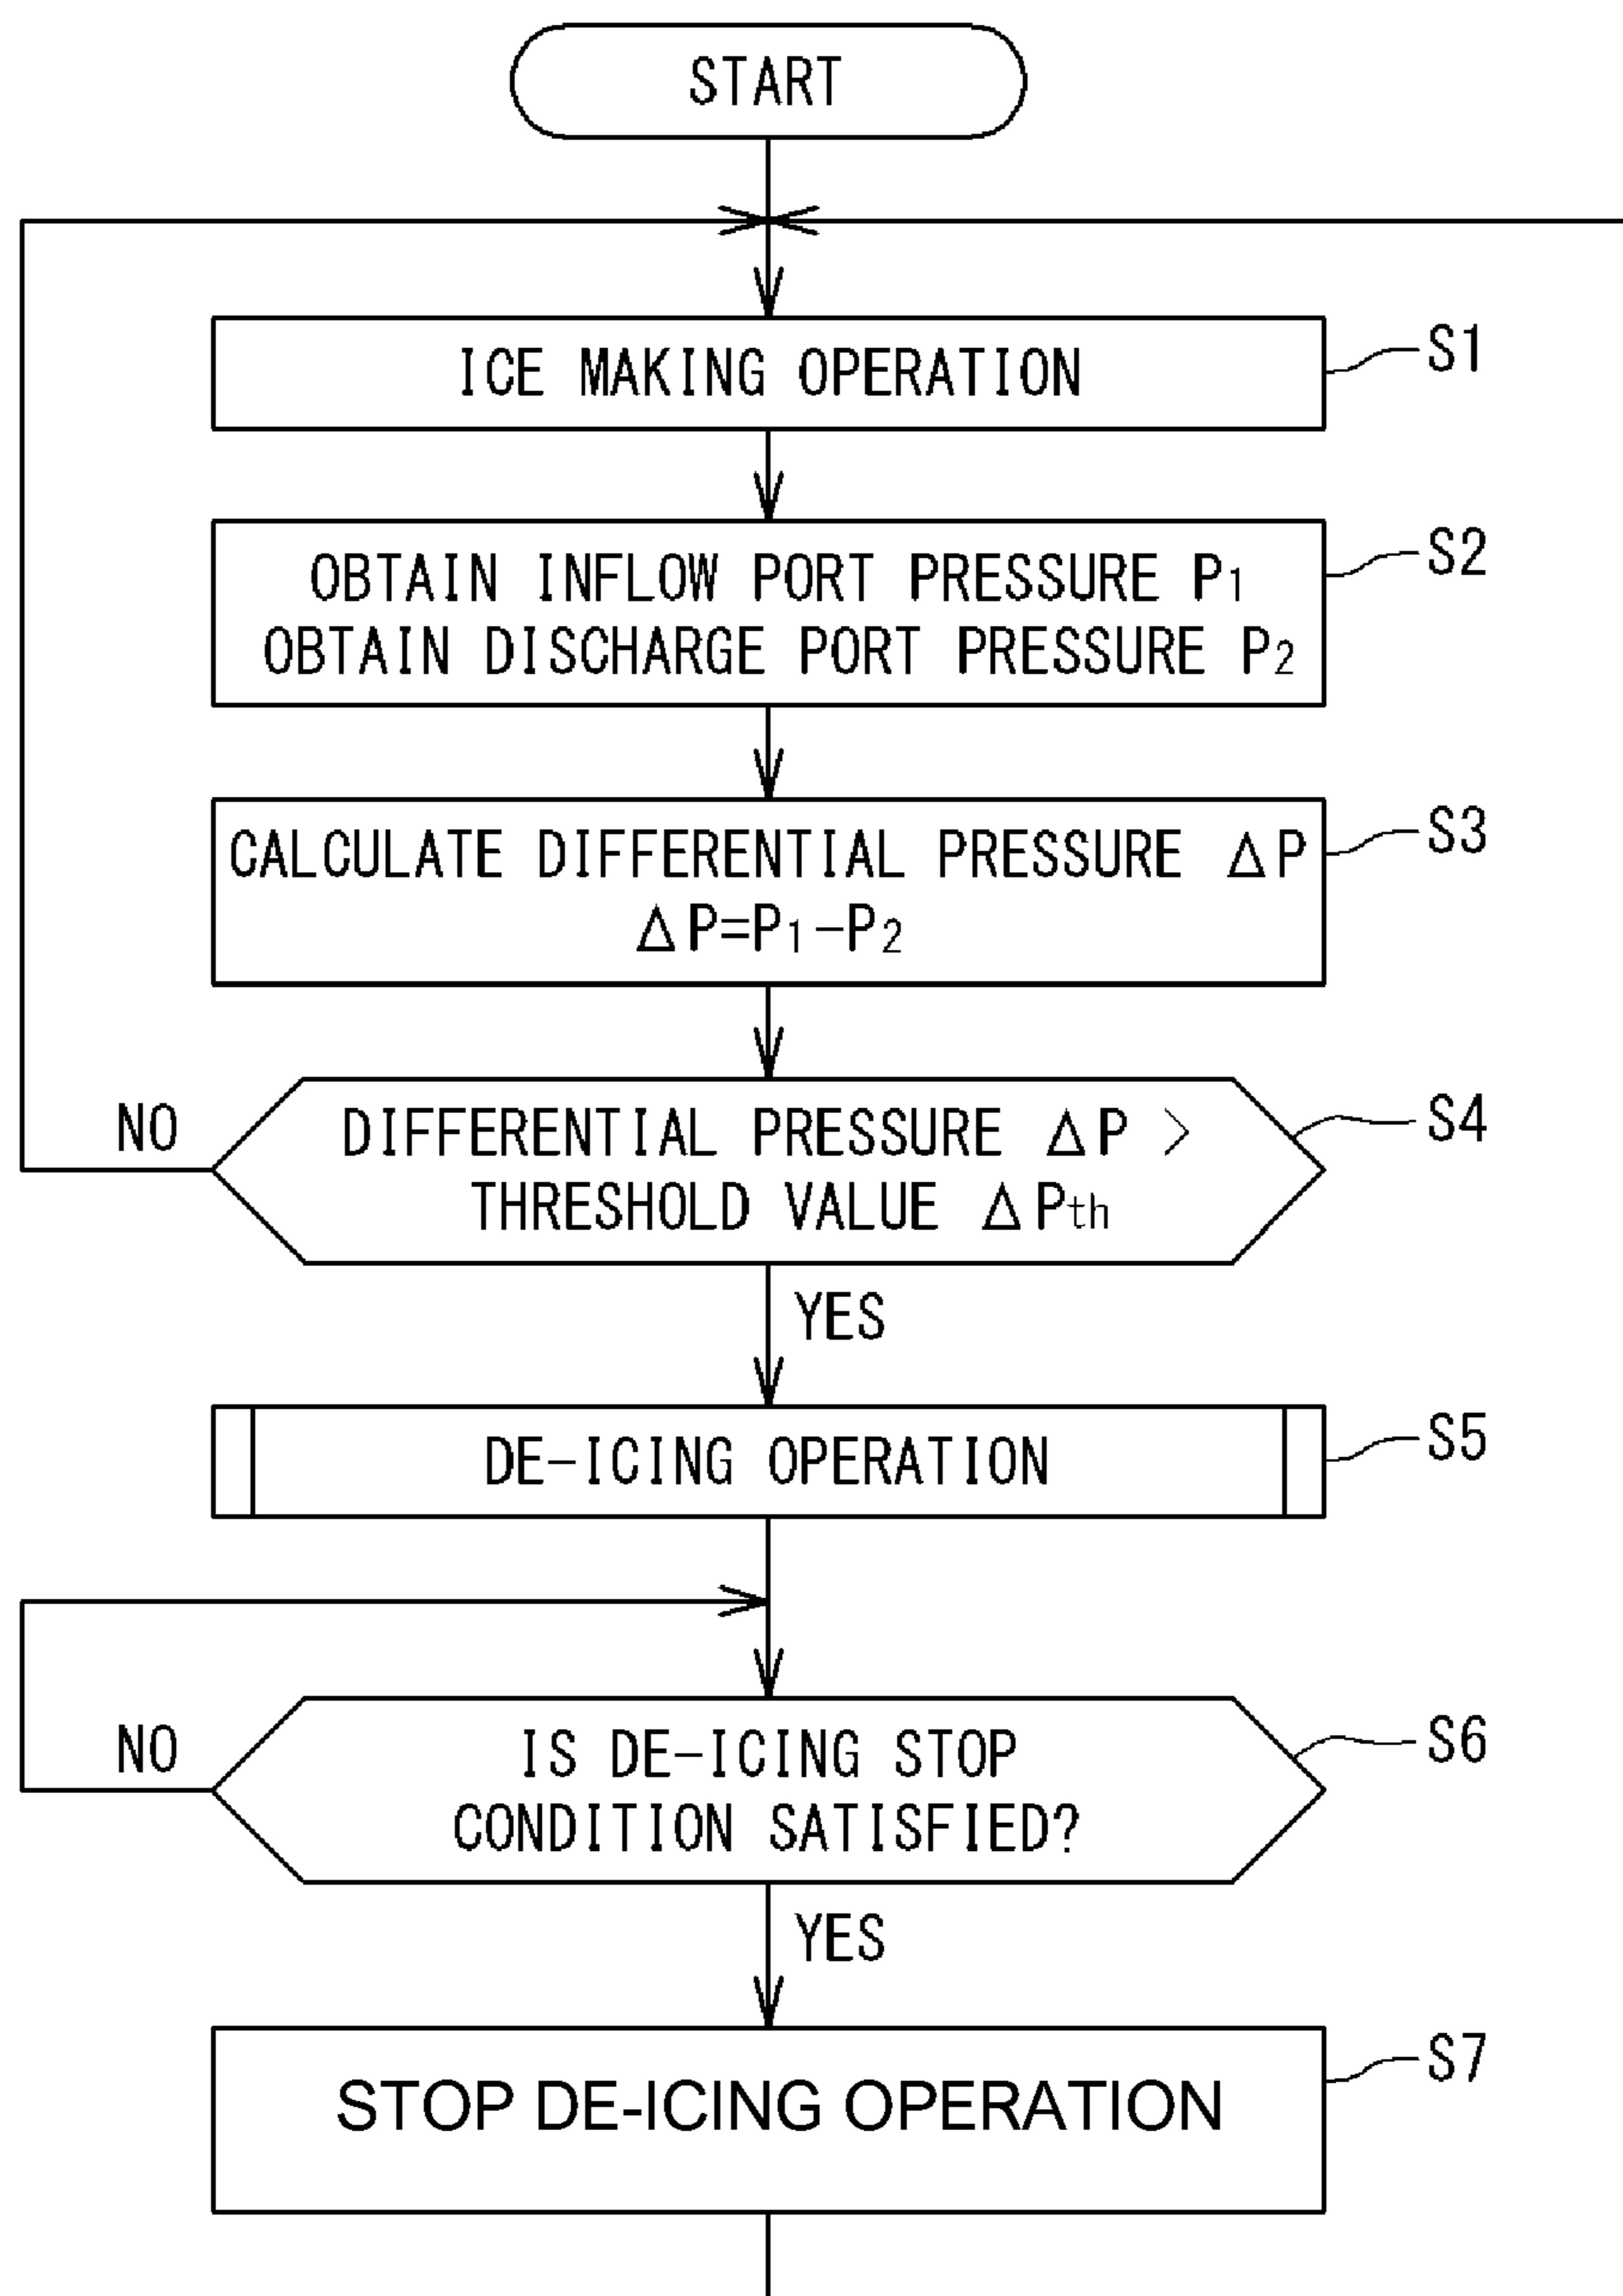 START
ICE MAKING OPERATION
S1
OBTAIN INFLOW PORT PRESSURE P1
OBTAIN DISCHARGE PORT PRESSURE P2
S2
CALCULATE DIFFERENTIAL PRESSURE ΔP
ΔP=P1-P2
S3
DIFFERENTIAL PRESSURE ΔP >
THRESHOLD VALUE ΔPth
S4
NO
YES
DE-ICING OPERATION
S5
IS DE-ICING STOP
CONDITION SATISFIED?
S6
NO
YES
STOP DE-ICING OPERATION
S7